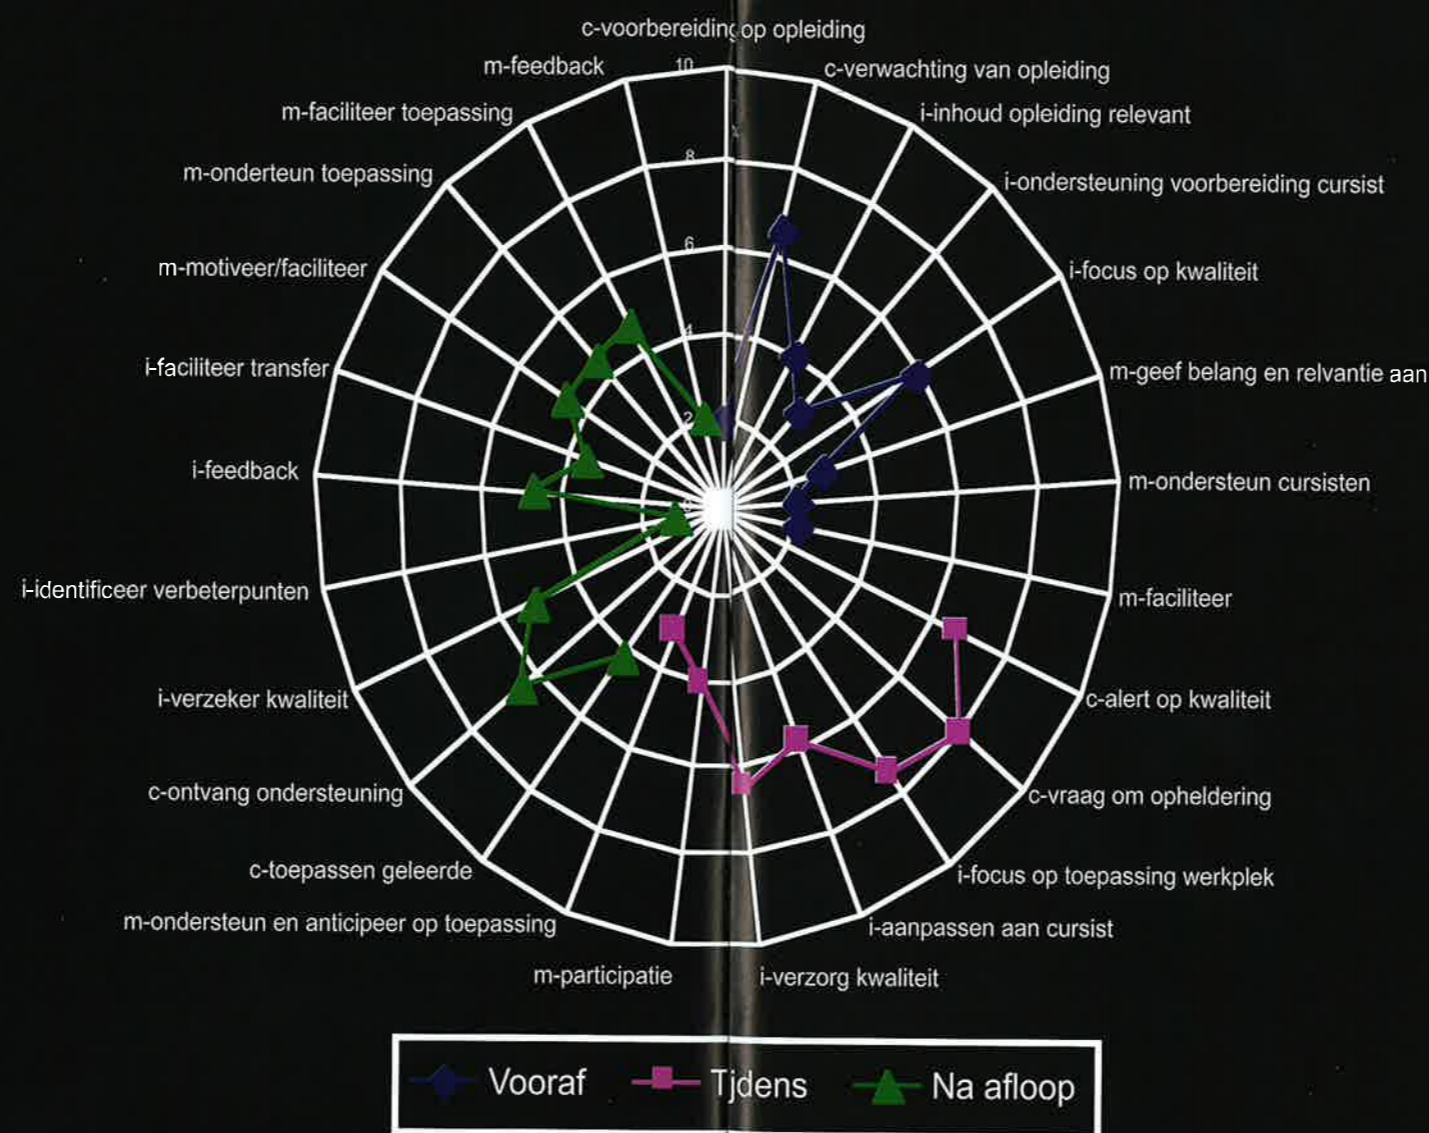 c-voorbereiding op opleiding
c-verwachting van opleiding
i-inhoud opleiding relevant
i-ondersteuning voorbereiding cursist
i-focus op kwaliteit
m-geef belang en relvantie aan
m-ondersteun cursisten
m-faciliteer
c-alert op kwaliteit
c-vraag om opheldering
i-focus op toepassing werkplek
i-aanpassen aan cursist
i-verzorg kwaliteit
m-participatie
m-ondersteun en anticipeer op toepassing
c-toepassen geleerde
c-ontvang ondersteuning
i-verzeker kwaliteit
i-identificeer verbeterpunten
i-feedback
i-faciliteer transfer
m-motiveer/faciliteer
m-onderteun toepassing
m-faciliteer toepassing
m-feedback
10
8
6
4
2
Vooraf
Tjdens
Na afloop